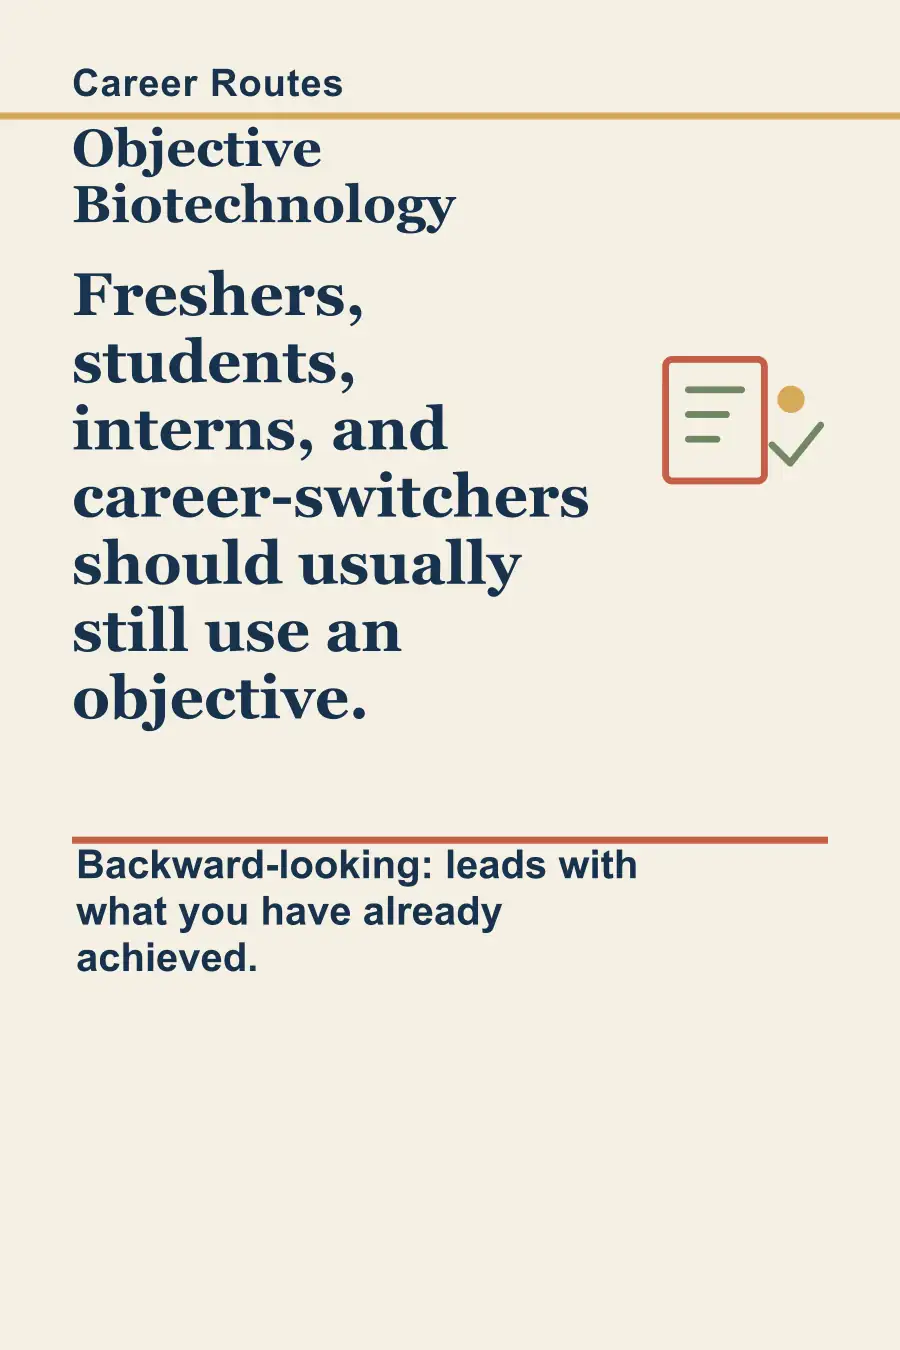 Career Routes
Objective
Biotechnology
Freshers,
students,
interns, and
career-switchers
should usually
still use an
objective.
Backward-looking: leads with
what you have already
achieved.